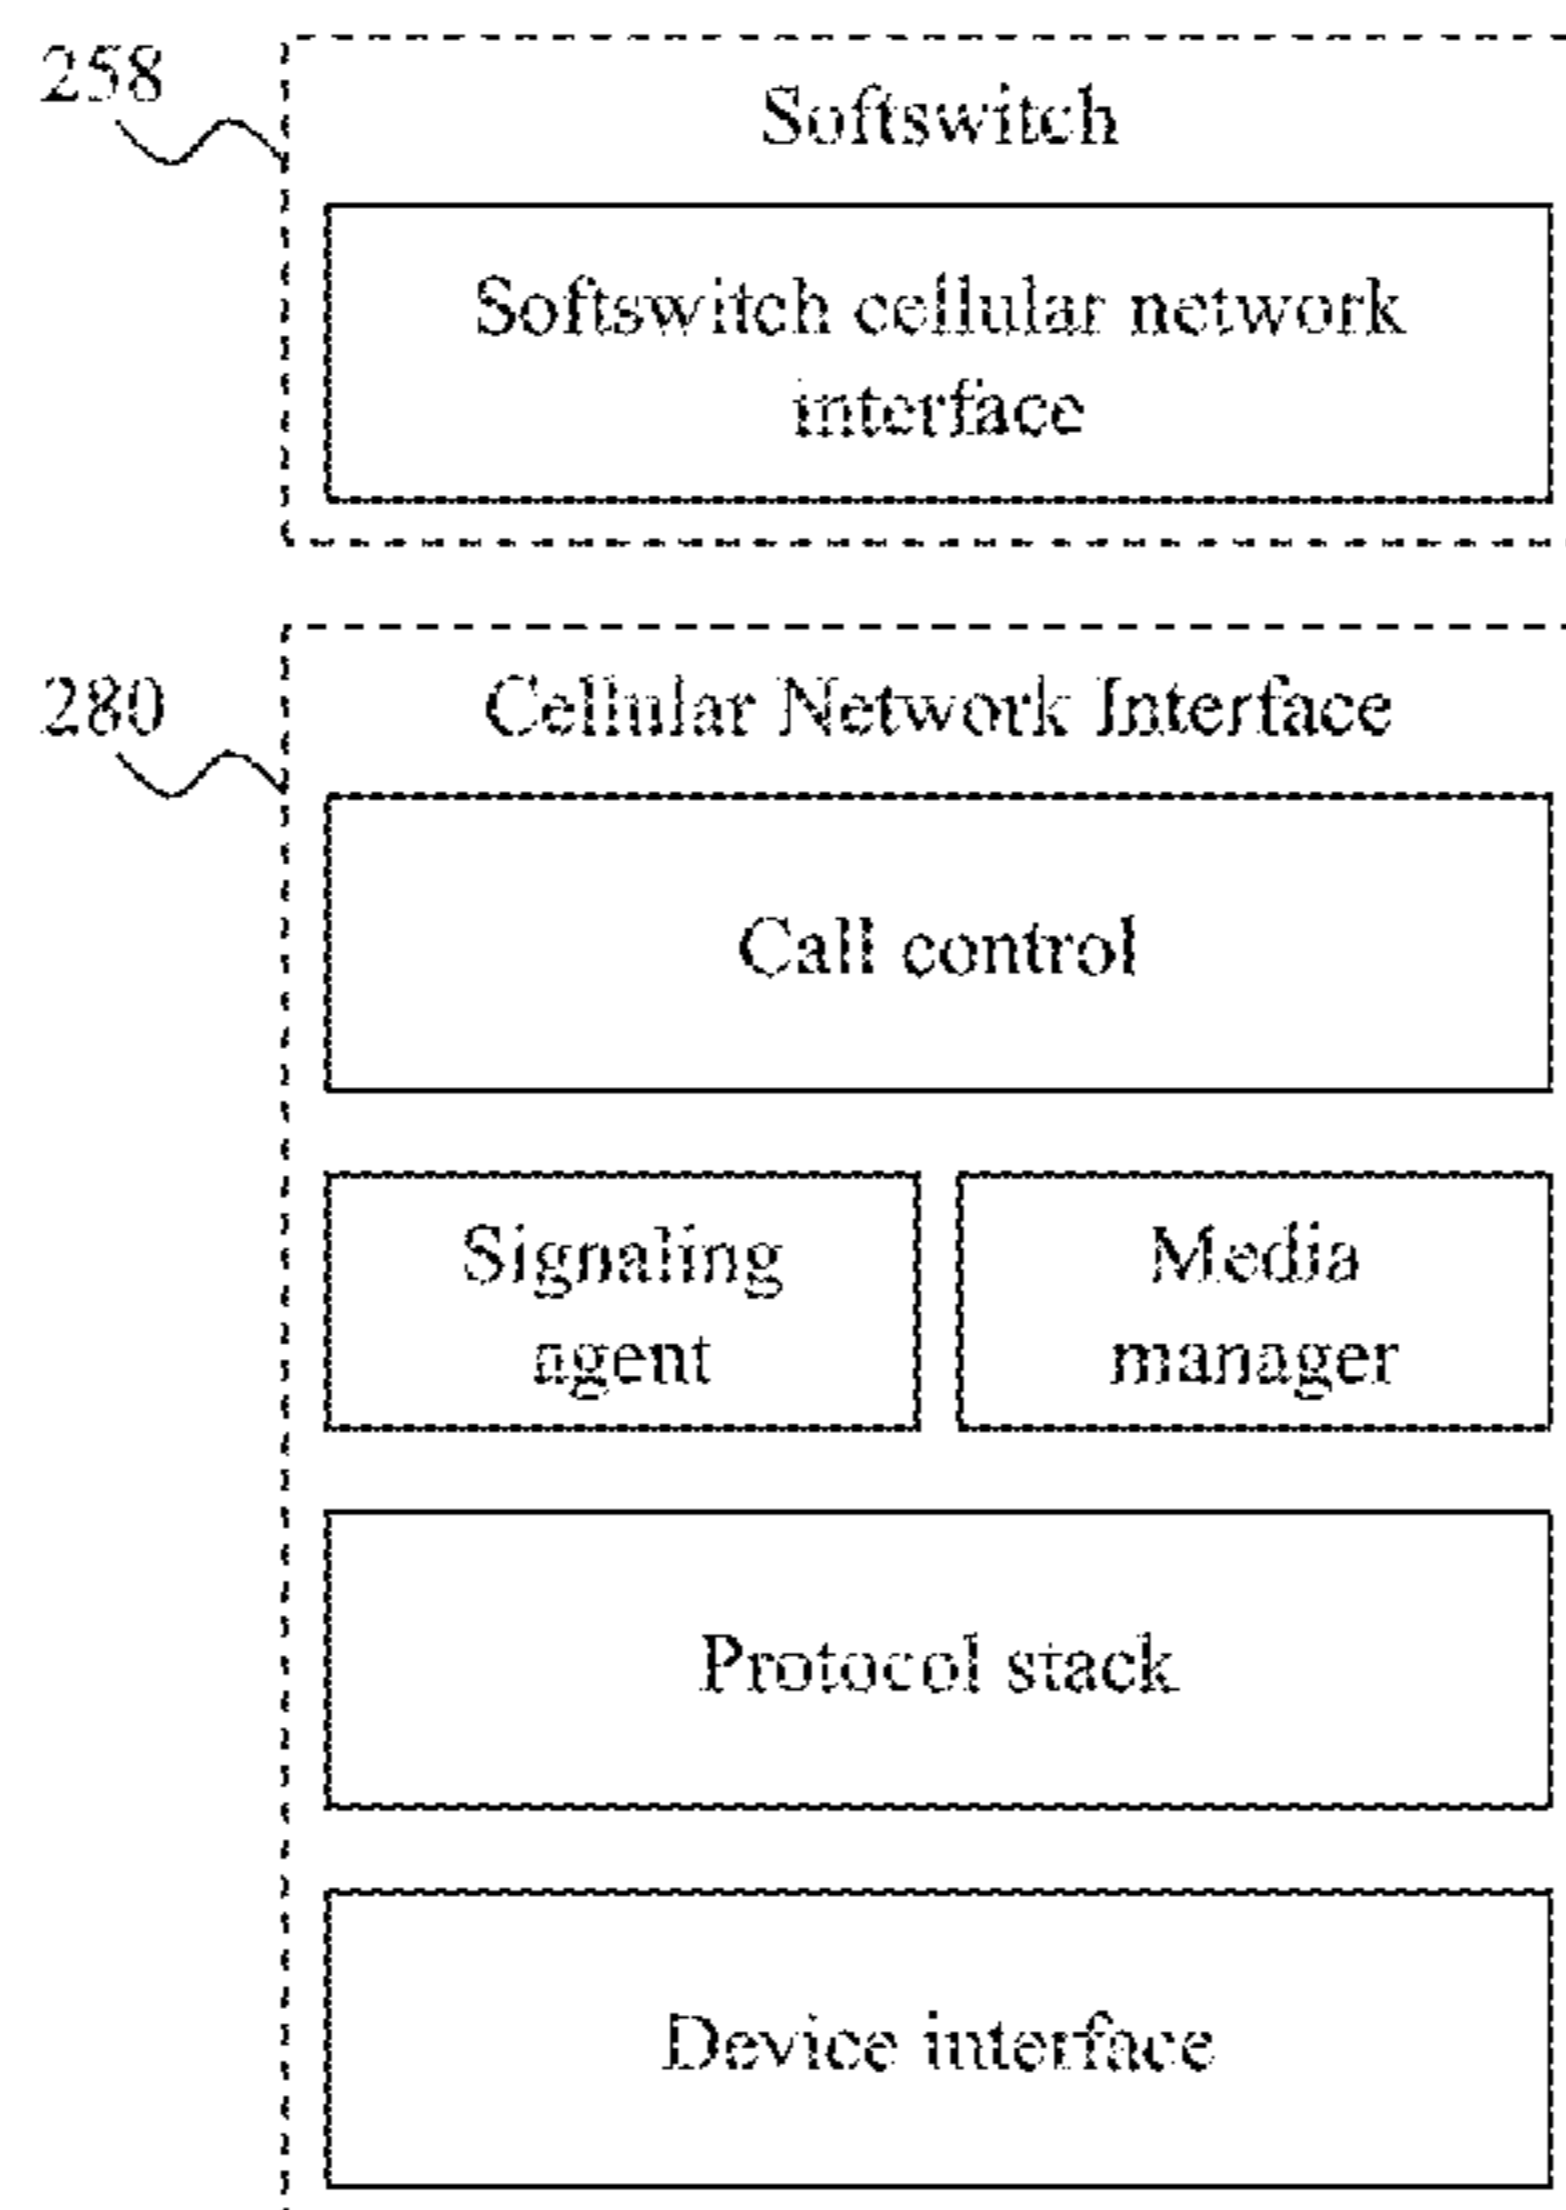 258
Softswitch
Softswitch cellular network
interface
280
Cellular Network Interface
Call control
Signaling
agent
Media
manager
Protocol stack
Device interface